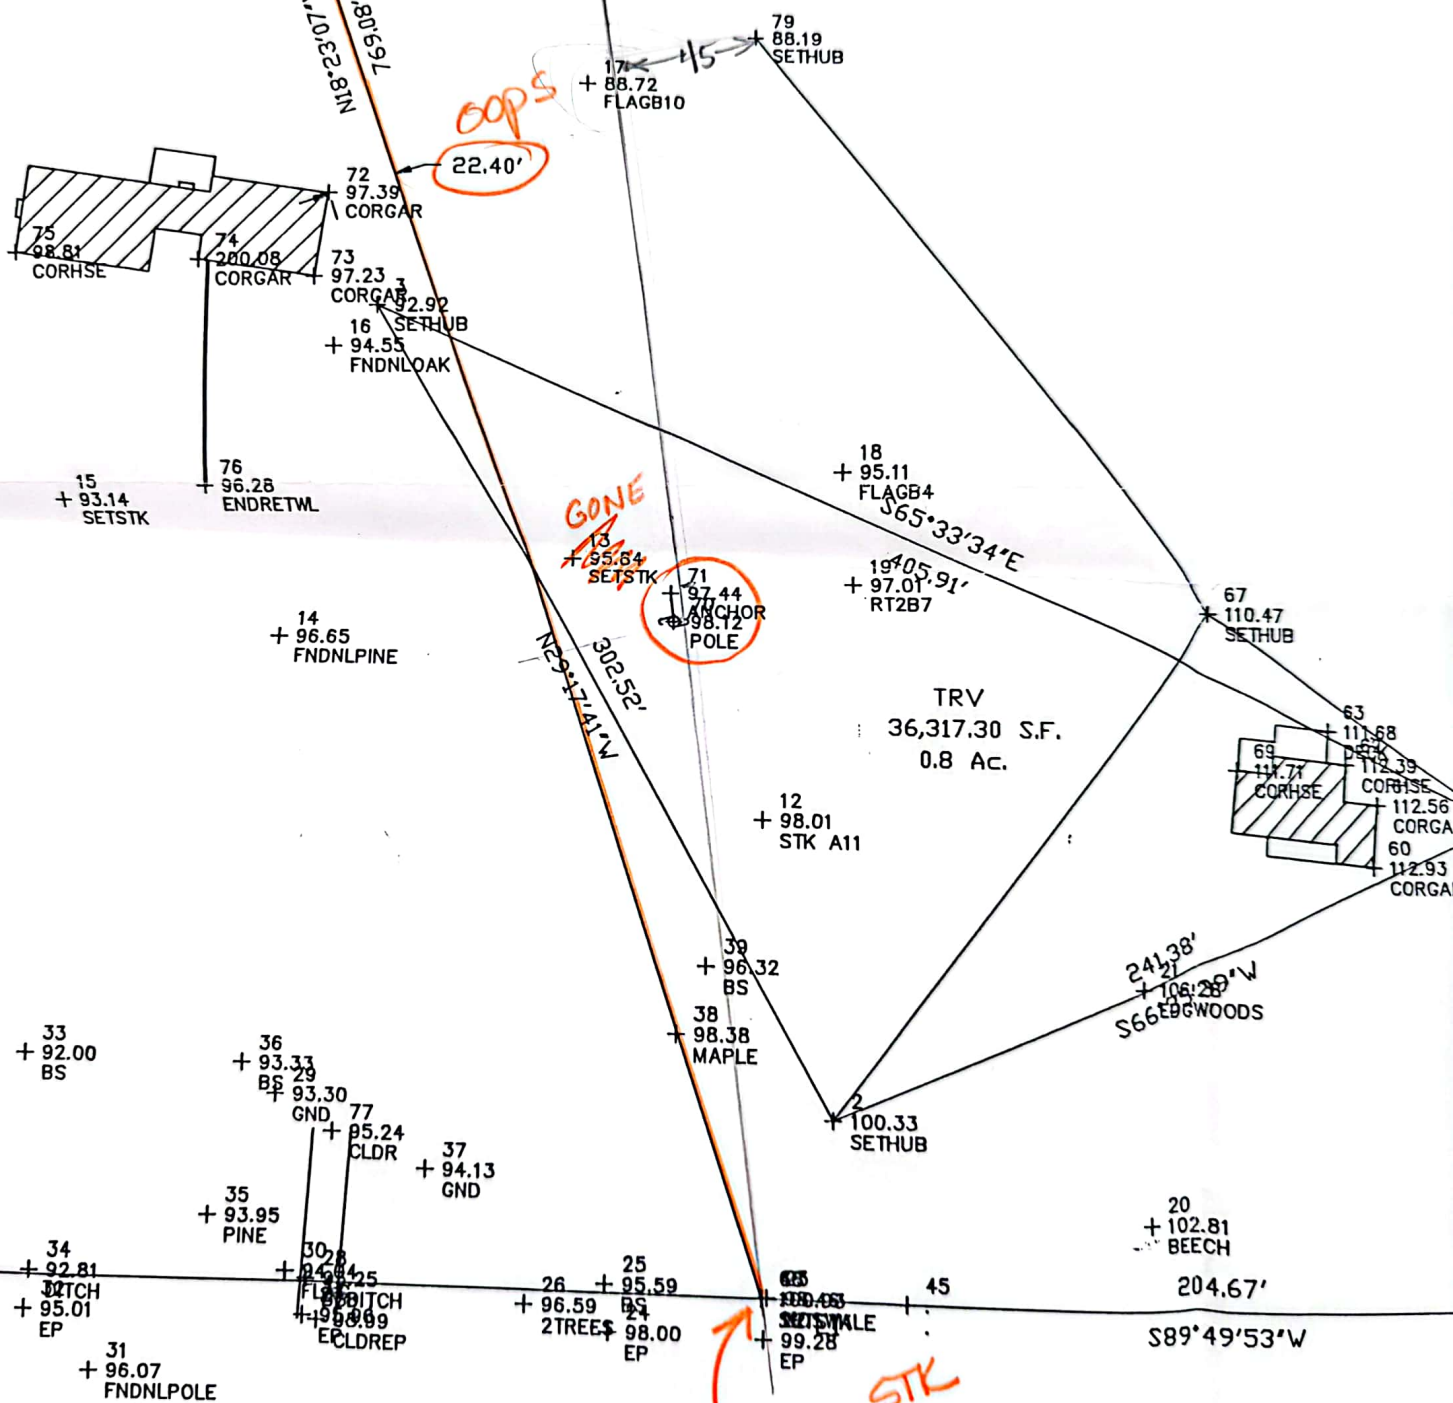 79
88.19
SETHUB
769.08'
N18°23'07"
15
17
88.72
FLAGB10
OOPS
22.40'
72
97.39
CORGAR
75
98.81
CORHSE
74
200.08
CORGAR
73
97.23
CORGAR
3
92.92
SETHUB
16
94.55
FNDNLOAK
18
95.11
FLAGB4
S65°33'34"E
405.91'
76
96.28
ENDRETWL
15
93.14
SETSTK
GONE
13
95.84
SETSTK
71
97.44
ANCHOR
70
98.12
POLE
19
97.01
RT2B7
67
110.47
SETHUB
14
96.65
FNDNLPINE
302.52'
N29°17'41"W
TRV
36,317.30 S.F.
0.8 Ac.
63
111.68
DECK
69
111.71
CORHSE
112.39
CORHSE
112.56
CORGA
60
112.93
CORGA
12
98.01
STK A11
39
96.32
BS
38
98.38
MAPLE
241.38'
21
106.28
EDGWOODS
S66°
"W
33
92.00
BS
36
93.33
BS
29
93.30
GND
77
95.24
CLDR
37
94.13
GND
2
100.33
SETHUB
35
93.95
PINE
20
102.81
BEECH
34
92.81
DITCH
30
28
32
95.01
EP
25
95.59
BS
26
96.59
2TREES
24
98.00
EP
45
204.67'
S89°49'53"W
99.28
EP
EP
CLDREP
31
96.07
FNDNLPOLE
STK